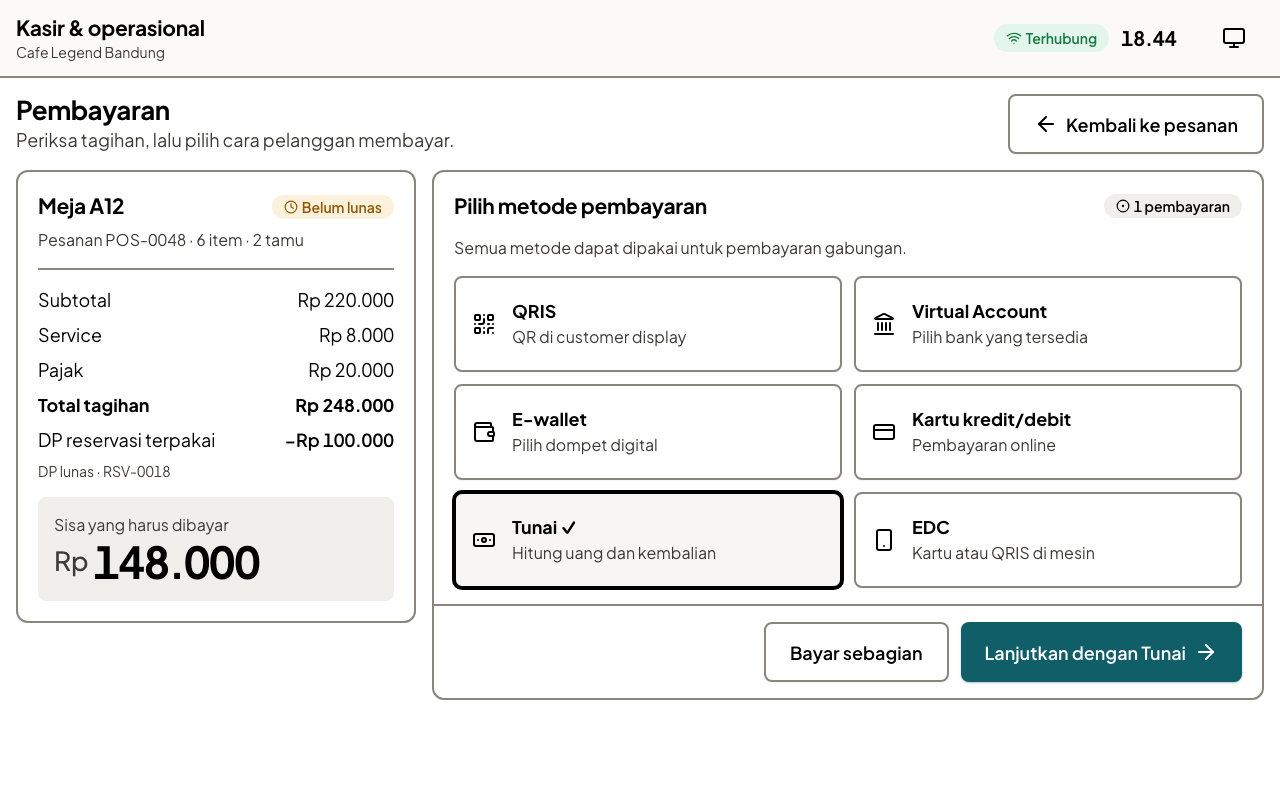 Kasir & operasional
Cafe Legend Bandung
Terhubung
18.44
Pembayaran
Periksa tagihan, lalu pilih cara pelanggan membayar.
Kembali ke pesanan
Meja A12
Belum lunas
Pesanan POS-0048 · 6 item · 2 tamu
Subtotal Rp 220.000
Service Rp 8.000
Pajak Rp 20.000
Total tagihan Rp 248.000
DP reservasi terpakai –Rp 100.000
DP lunas · RSV-0018
Sisa yang harus dibayar
Rp 148.000
Pilih metode pembayaran
1 pembayaran
Semua metode dapat dipakai untuk pembayaran gabungan.
QRIS
QR di customer display
Virtual Account
Pilih bank yang tersedia
E-wallet
Pilih dompet digital
Kartu kredit/debit
Pembayaran online
Tunai ✓
Hitung uang dan kembalian
EDC
Kartu atau QRIS di mesin
Bayar sebagian
Lanjutkan dengan Tunai